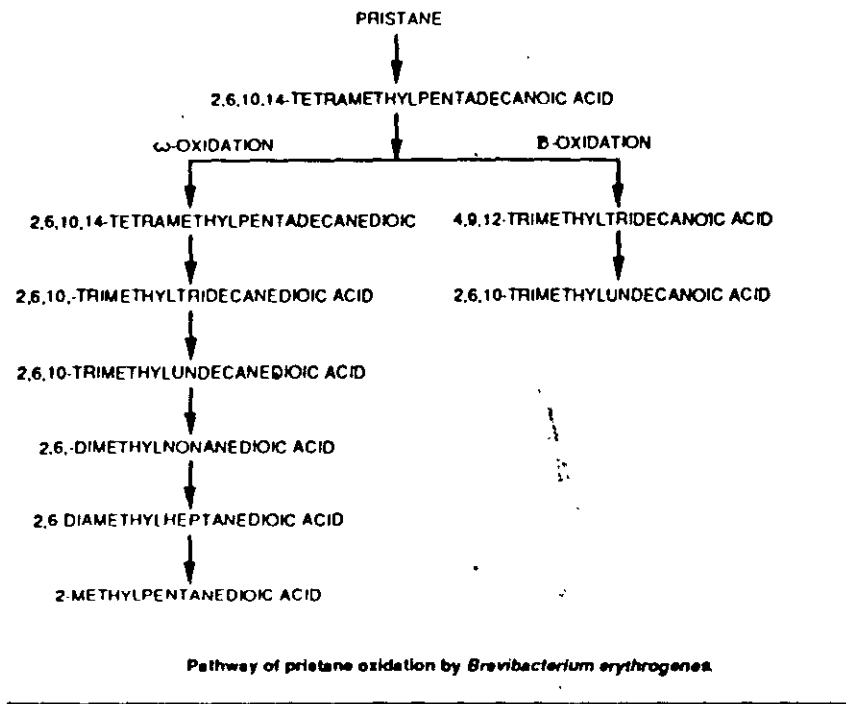 PRISTANE
2,6,10,14-TETRAMETHYLPENTADECANOIC ACID
ω-OXIDATION
B-OXIDATION
2,6,10,14-TETRAMETHYLPENTADECANEDIOIC
4,9,12-TRIMETHYLTRIDECANOIC ACID
2,6,10,-TRIMETHYLTRIDECANEDIOIC ACID
2,6,10-TRIMETHYLUNDECANOIC ACID
2,6,10-TRIMETHYLUNDECANEDIOIC ACID
2,6,-DIMETHYLNONANEDIOIC ACID
2,6 DIAMETHYLHEPTANEDIOIC ACID
2-METHYLPENTANEDIOIC ACID
Pathway of pristane oxidation by Brevibacterium erythrogenes.